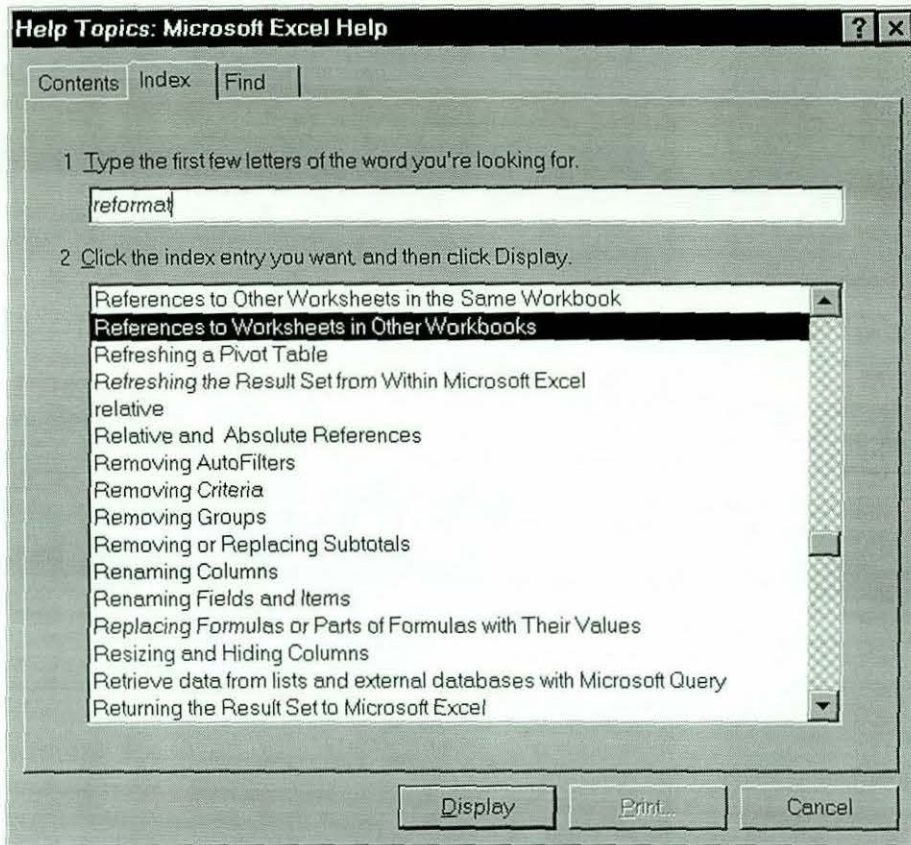 Help Topics: Microsoft Excel Help
Contents Index Find
1 Type the first few letters of the word you're looking for.
reformat
2 Click the index entry you want, and then click Display.
References to Other Worksheets in the Same Workbook
References to Worksheets in Other Workbooks
Refreshing a Pivot Table
Refreshing the Result Set from Within Microsoft Excel
relative
Relative and Absolute References
Removing AutoFilters
Removing Criteria
Removing Groups
Removing or Replacing Subtotals
Renaming Columns
Renaming Fields and Items
Replacing Formulas or Parts of Formulas with Their Values
Resizing and Hiding Columns
Retrieve data from lists and external databases with Microsoft Query
Returning the Result Set to Microsoft Excel
Display Print... Cancel